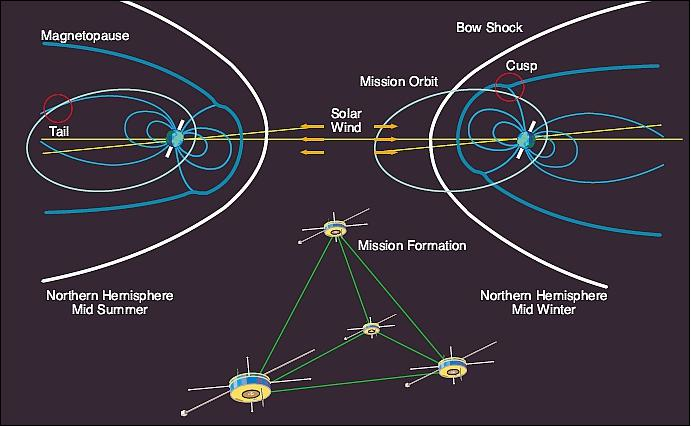 Magnetopause
Bow Shock
Cusp
Mission Orbit
Solar
Wind
Tail
Mission Formation
Northern Hemisphere
Mid Summer
Northern Hemisphere
Mid Winter